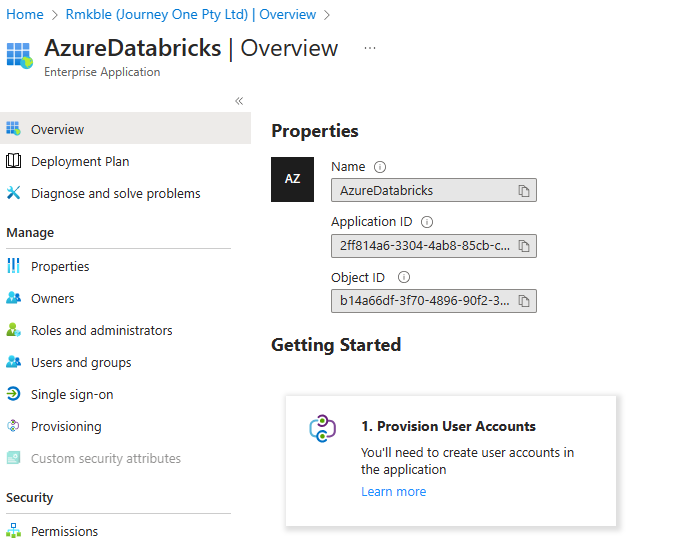 Home > Rmkble (Journey One Pty Ltd) | Overview >
AzureDatabricks | Overview ...
Enterprise Application
«
Overview
Deployment Plan
Diagnose and solve problems
Manage
Properties
Owners
Roles and administrators
Users and groups
Single sign-on
Provisioning
Custom security attributes
Security
Permissions
Properties
AZ
Name
AzureDatabricks
Application ID
2ff814a6-3304-4ab8-85cb-c...
Object ID
b14a66df-3f70-4896-90f2-3...
Getting Started
1. Provision User Accounts
You'll need to create user accounts in
the application
Learn more